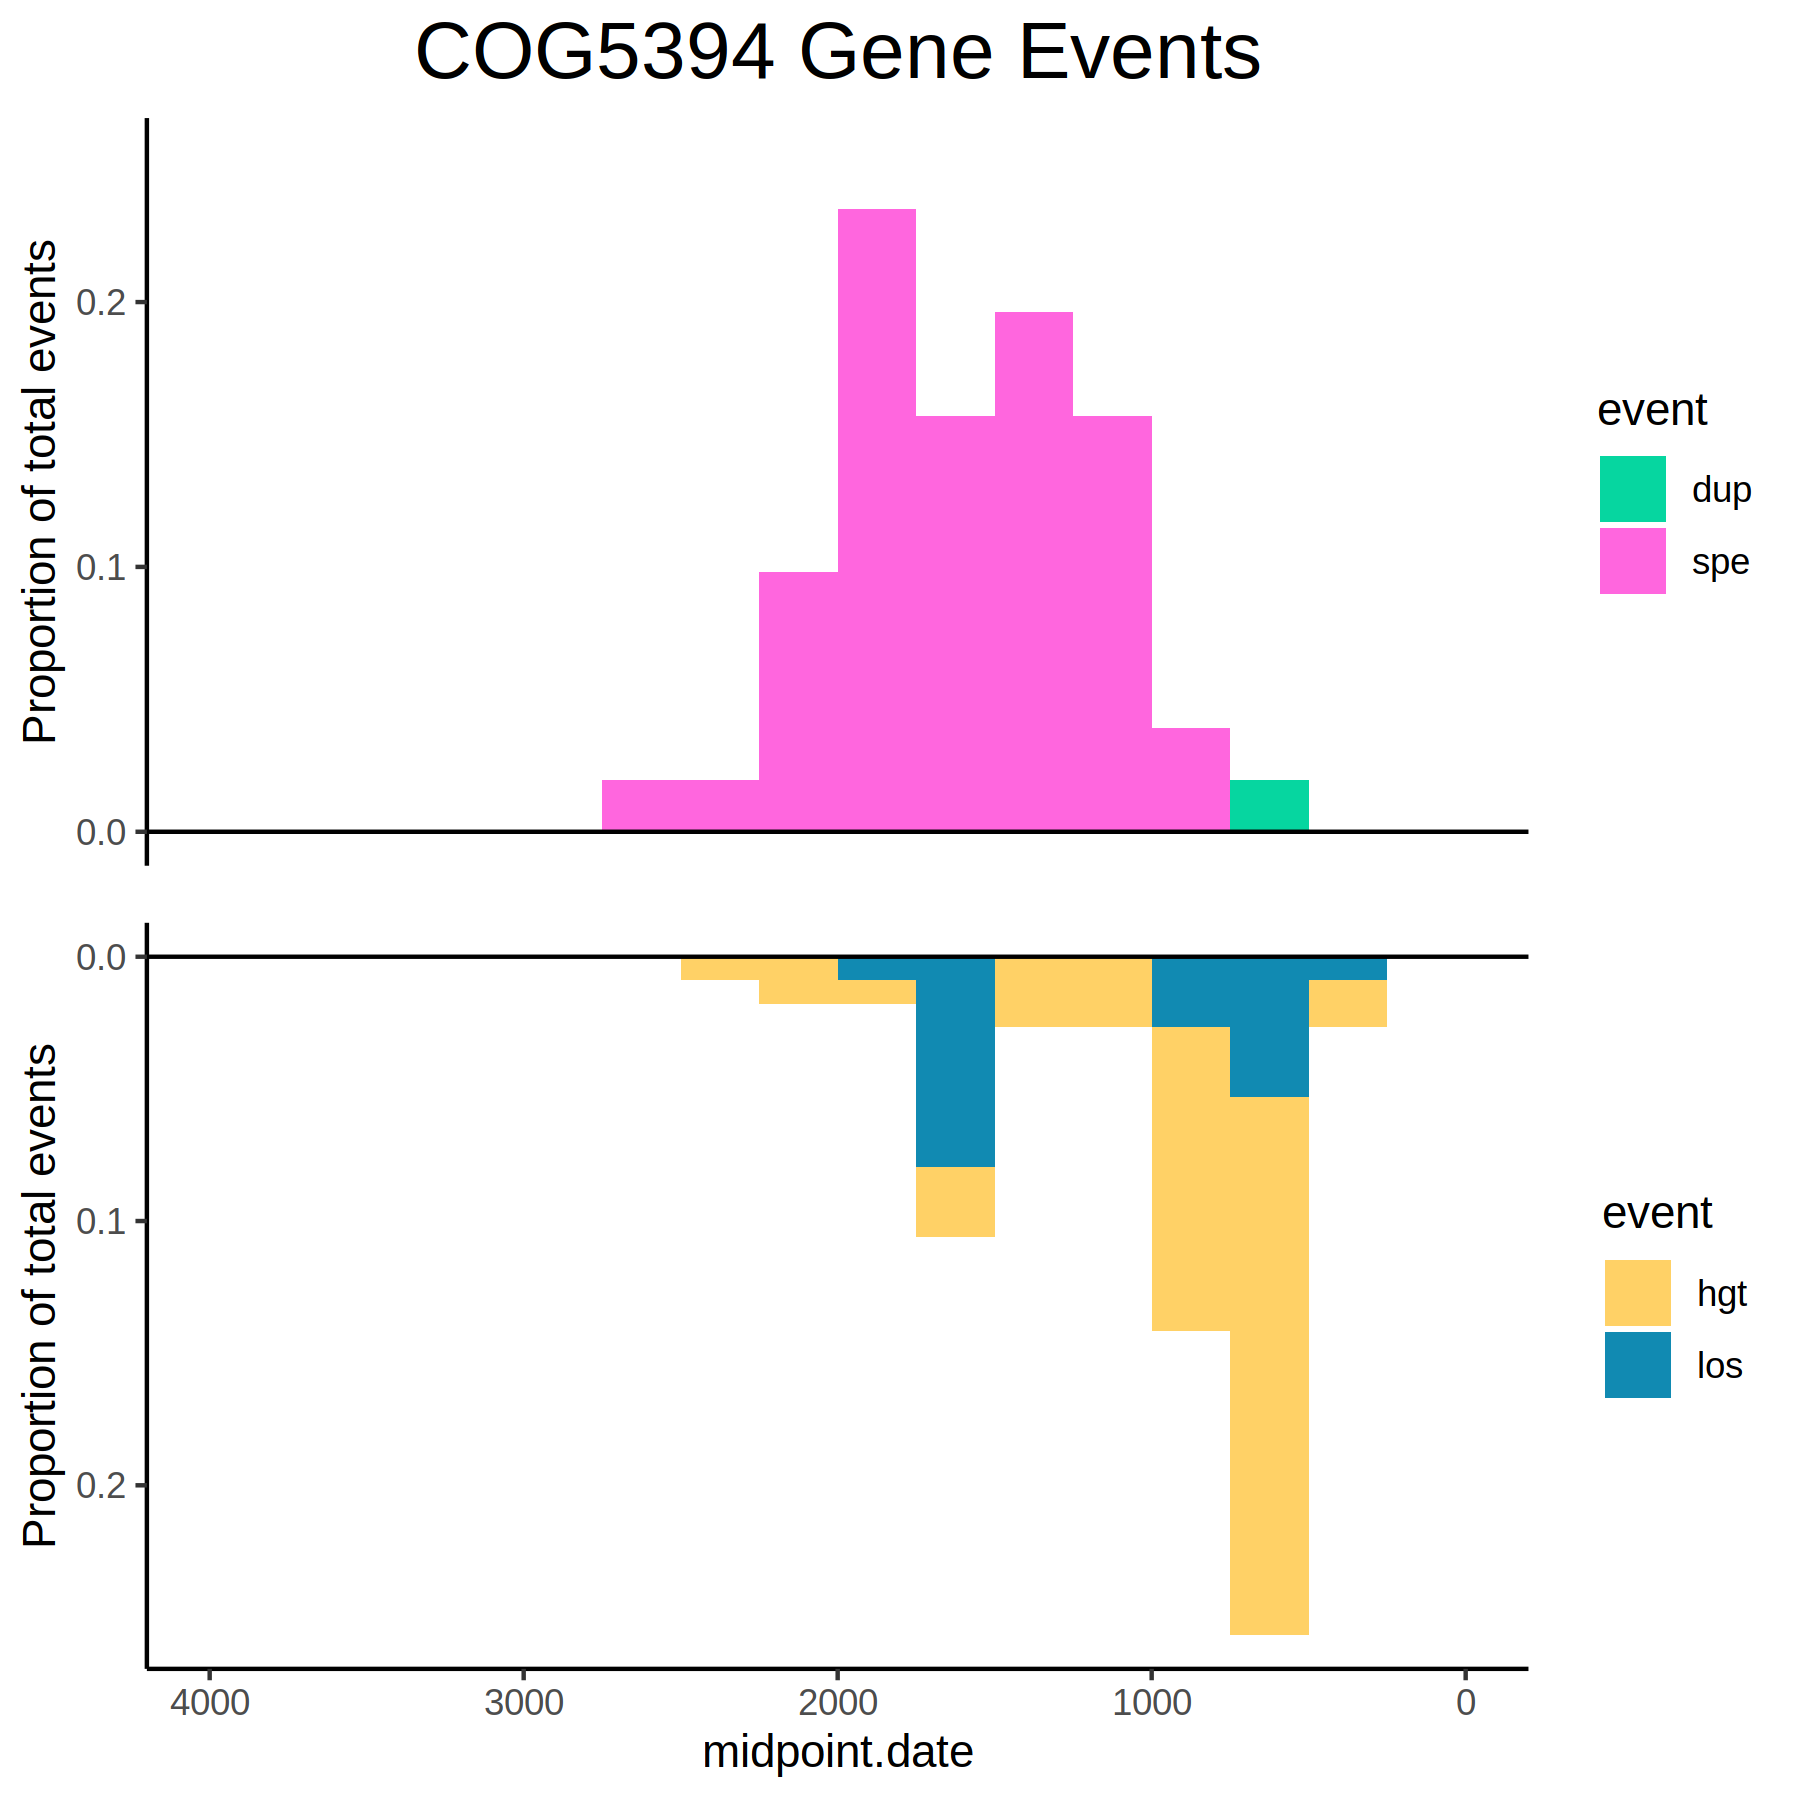 COG5394 Gene Events
Proportion of total events
0.2
0.1
0.0
event
dup
spe
Proportion of total events
0.0
0.1
0.2
event
hgt
los
4000 3000 2000 1000 0
midpoint.date